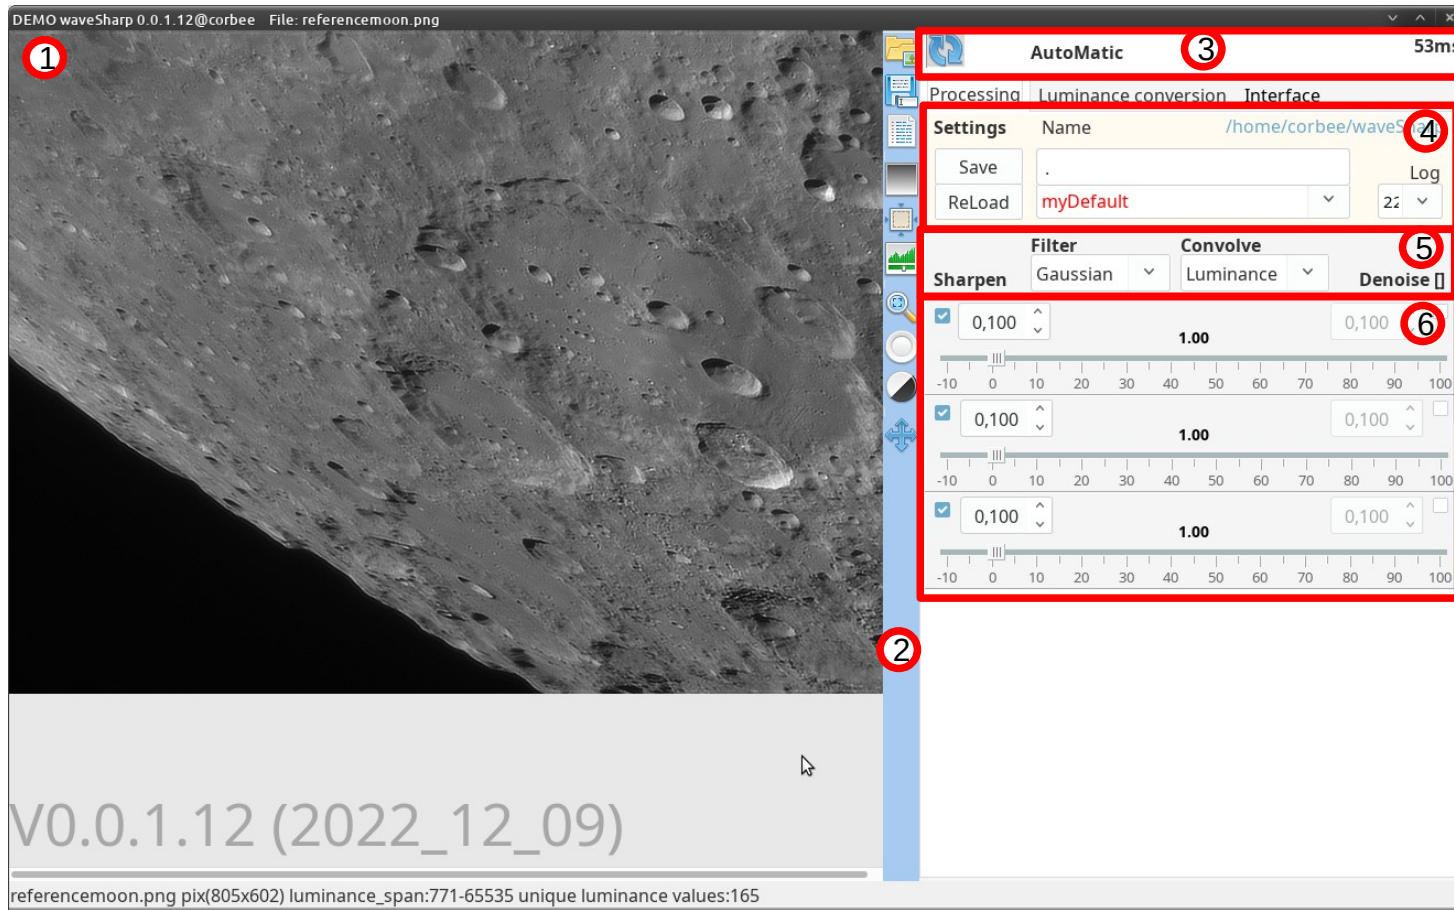 DEMO waveSharp 0.0.1.12@corbee File: referencemoon.png
1
3
AutoMatic
53ms
Processing Luminance conversion Interface
Settings Name /home/corbee/waveSharp
4
Save .
Log
ReLoad myDefault 22
Filter Convolve
5
Sharpen Gaussian Luminance Denoise []
0,100 1.00 0,100
6
-10 0 10 20 30 40 50 60 70 80 90 100
0,100 1.00 0,100
-10 0 10 20 30 40 50 60 70 80 90 100
0,100 1.00 0,100
-10 0 10 20 30 40 50 60 70 80 90 100
2
V0.0.1.12 (2022_12_09)
referencemoon.png pix(805x602) luminance_span:771-65535 unique luminance values:165